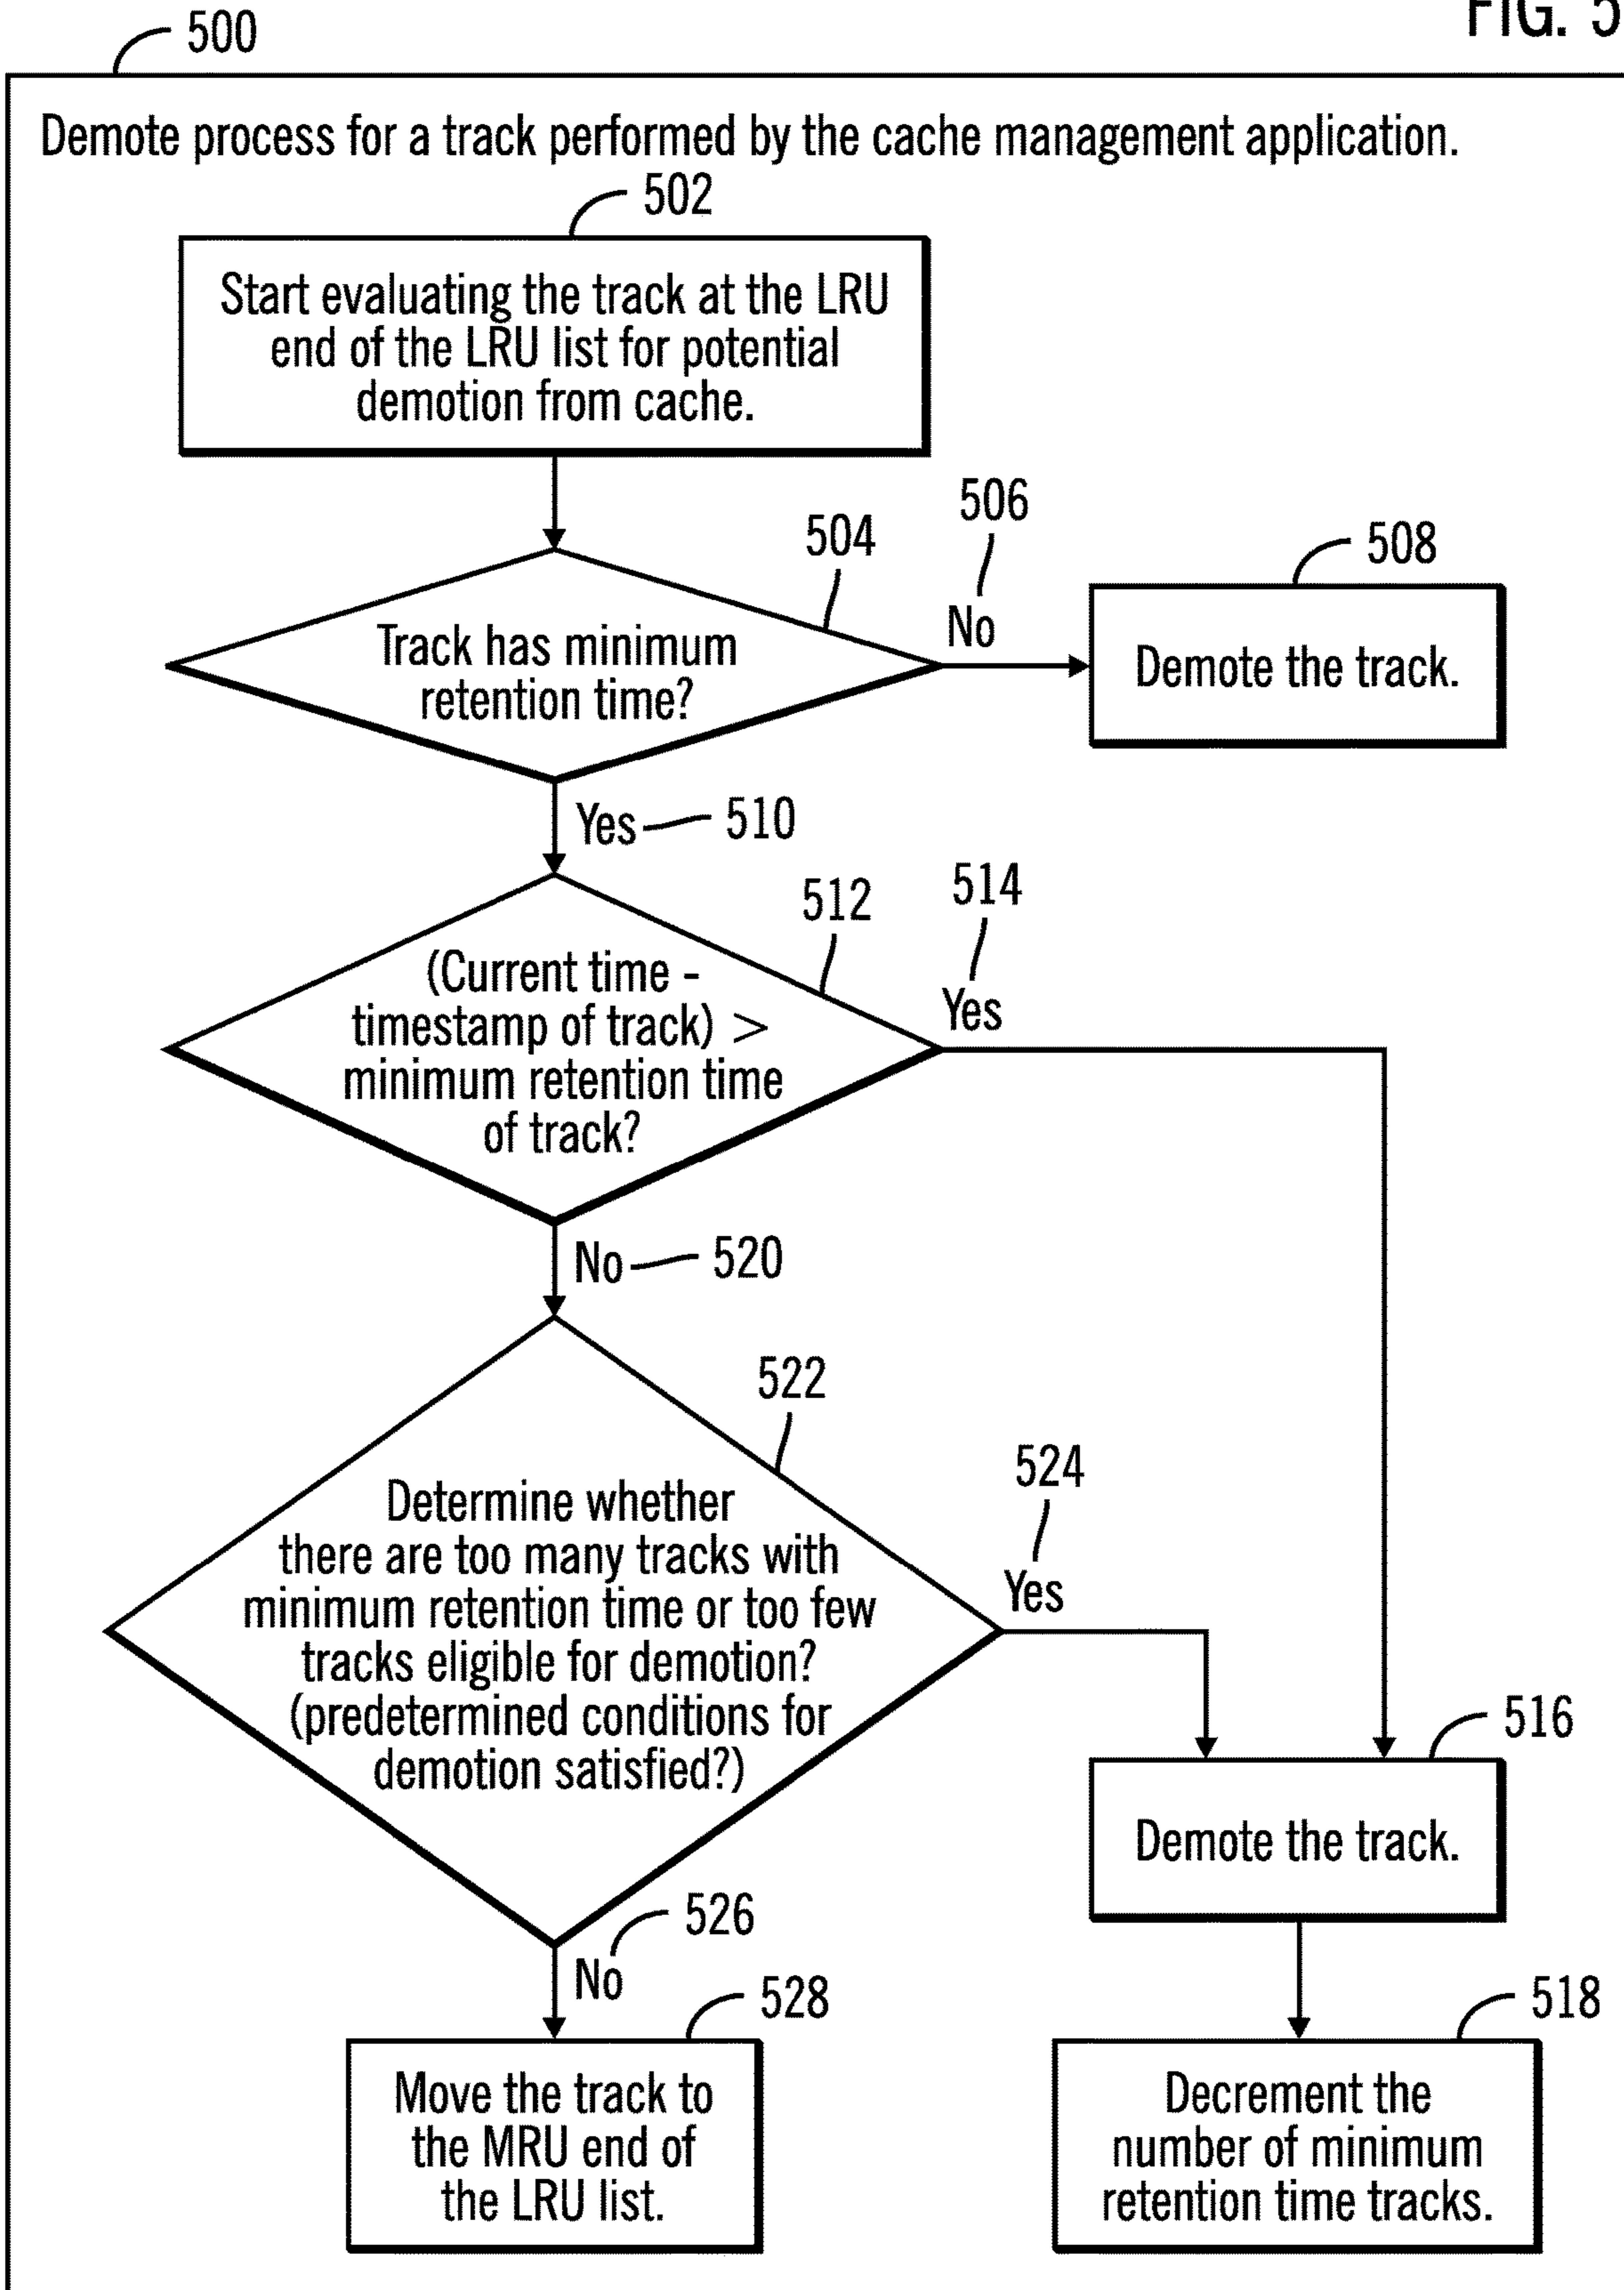 FIG. 5
500
Demote process for a track performed by the cache management application.
502
Start evaluating the track at the LRU
end of the LRU list for potential
demotion from cache.
504
506
508
Track has minimum
retention time?
No
Demote the track.
Yes
510
512
514
(Current time -
timestamp of track) >
minimum retention time
of track?
Yes
No
520
522
524
Determine whether
there are too many tracks with
minimum retention time or too few
tracks eligible for demotion?
(predetermined conditions for
demotion satisfied?)
Yes
516
Demote the track.
526
No
528
518
Move the track to
the MRU end of
the LRU list.
Decrement the
number of minimum
retention time tracks.